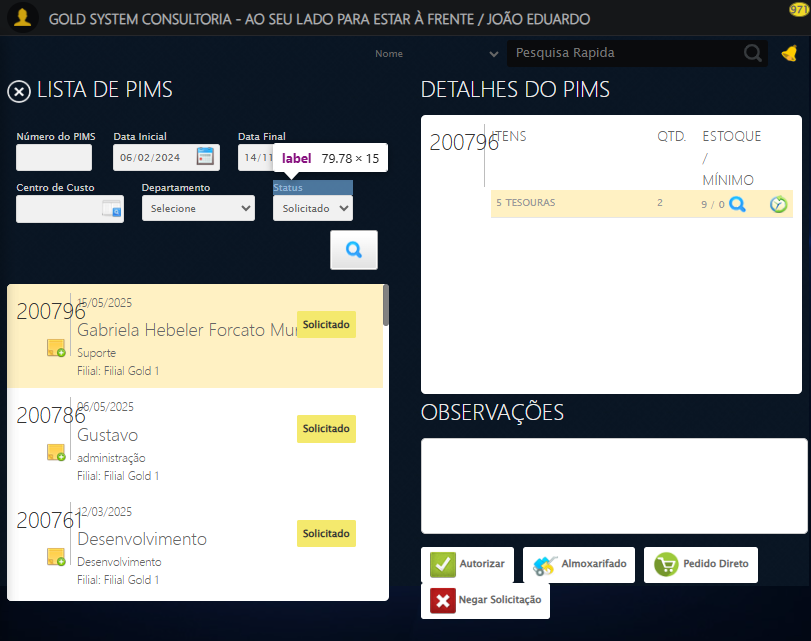 GOLD SYSTEM CONSULTORIA - AO SEU LADO PARA ESTAR À FRENTE / JOÃO EDUARDO
971
Nome
Pesquisa Rapida
LISTA DE PIMS
Número do PIMS
Data Inicial
Data Final
06/02/2024
14/11
label 79.78 × 15
Centro de Custo
Departamento
Status
Selecione
Solicitado
200796
15/05/2025
Gabriela Hebeler Forcato Mu
Solicitado
Suporte
Filial: Filial Gold 1
200786
06/05/2025
Gustavo
Solicitado
administração
Filial: Filial Gold 1
200761
12/03/2025
Desenvolvimento
Solicitado
Desenvolvimento
Filial: Filial Gold 1
DETALHES DO PIMS
200796
ITENS QTD. ESTOQUE
/
MÍNIMO
5 TESOURAS 2 9 / 0
OBSERVAÇÕES
Autorizar
Almoxarifado
Pedido Direto
Negar Solicitação